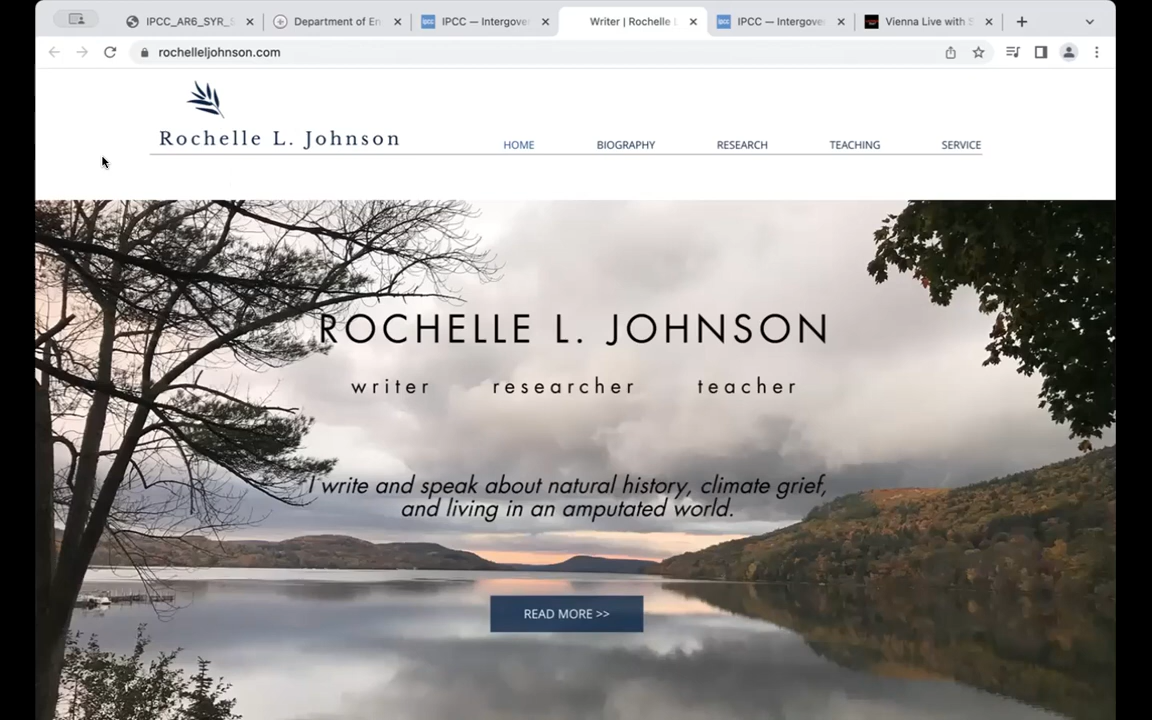 IPCC_AR6_SYR_
Department of En
IPCC — Intergove
Writer | Rochelle L
IPCC — Intergove
Vienna Live with S
rochelleljohnson.com
Rochelle L. Johnson
HOME BIOGRAPHY RESEARCH TEACHING SERVICE
ROCHELLE L. JOHNSON
writer researcher teacher
I write and speak about natural history, climate grief,
and living in an amputated world.
READ MORE >>